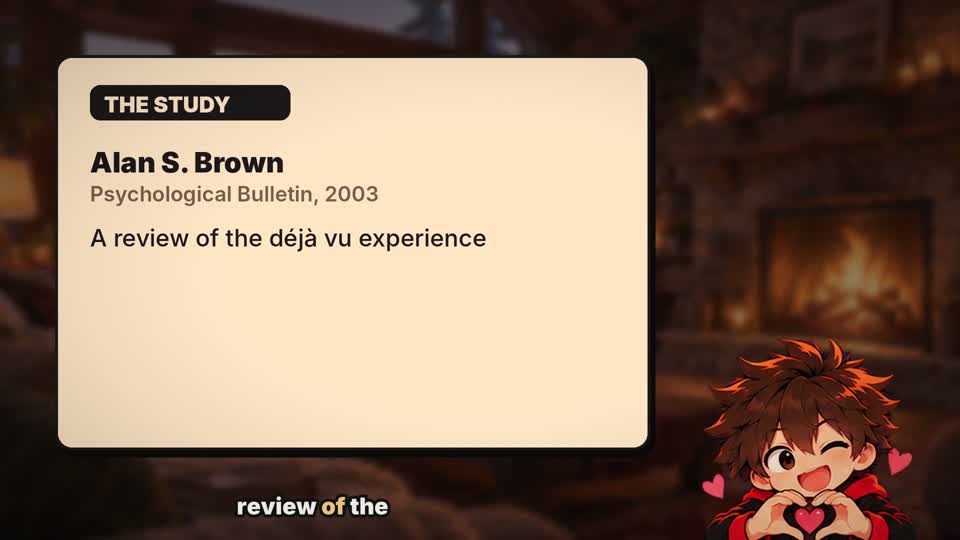 THE STUDY
Alan S. Brown
Psychological Bulletin, 2003
A review of the déjà vu experience
review of the